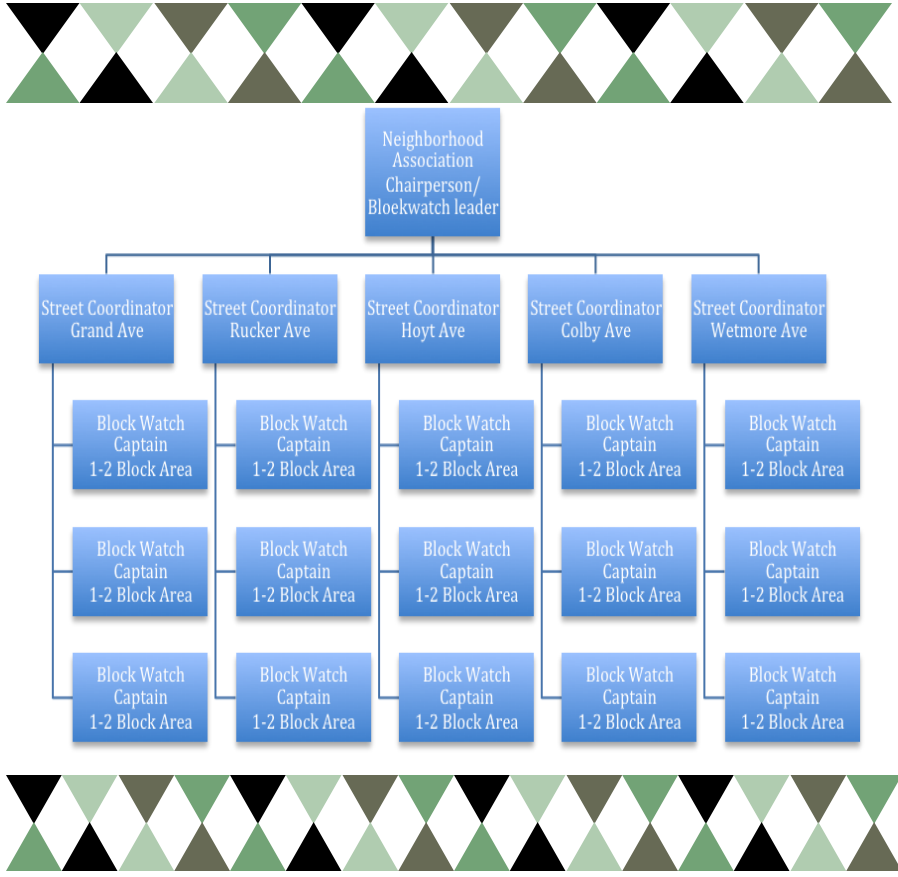 Neighborhood
Association
Chairperson/
Bloekwatch leader
Street Coordinator
Grand Ave
Street Coordinator
Rucker Ave
Street Coordinator
Hoyt Ave
Street Coordinator
Colby Ave
Street Coordinator
Wetmore Ave
Block Watch
Captain
1-2 Block Area
Block Watch
Captain
1-2 Block Area
Block Watch
Captain
1-2 Block Area
Block Watch
Captain
1-2 Block Area
Block Watch
Captain
1-2 Block Area
Block Watch
Captain
1-2 Block Area
Block Watch
Captain
1-2 Block Area
Block Watch
Captain
1-2 Block Area
Block Watch
Captain
1-2 Block Area
Block Watch
Captain
1-2 Block Area
Block Watch
Captain
1-2 Block Area
Block Watch
Captain
1-2 Block Area
Block Watch
Captain
1-2 Block Area
Block Watch
Captain
1-2 Block Area
Block Watch
Captain
1-2 Block Area